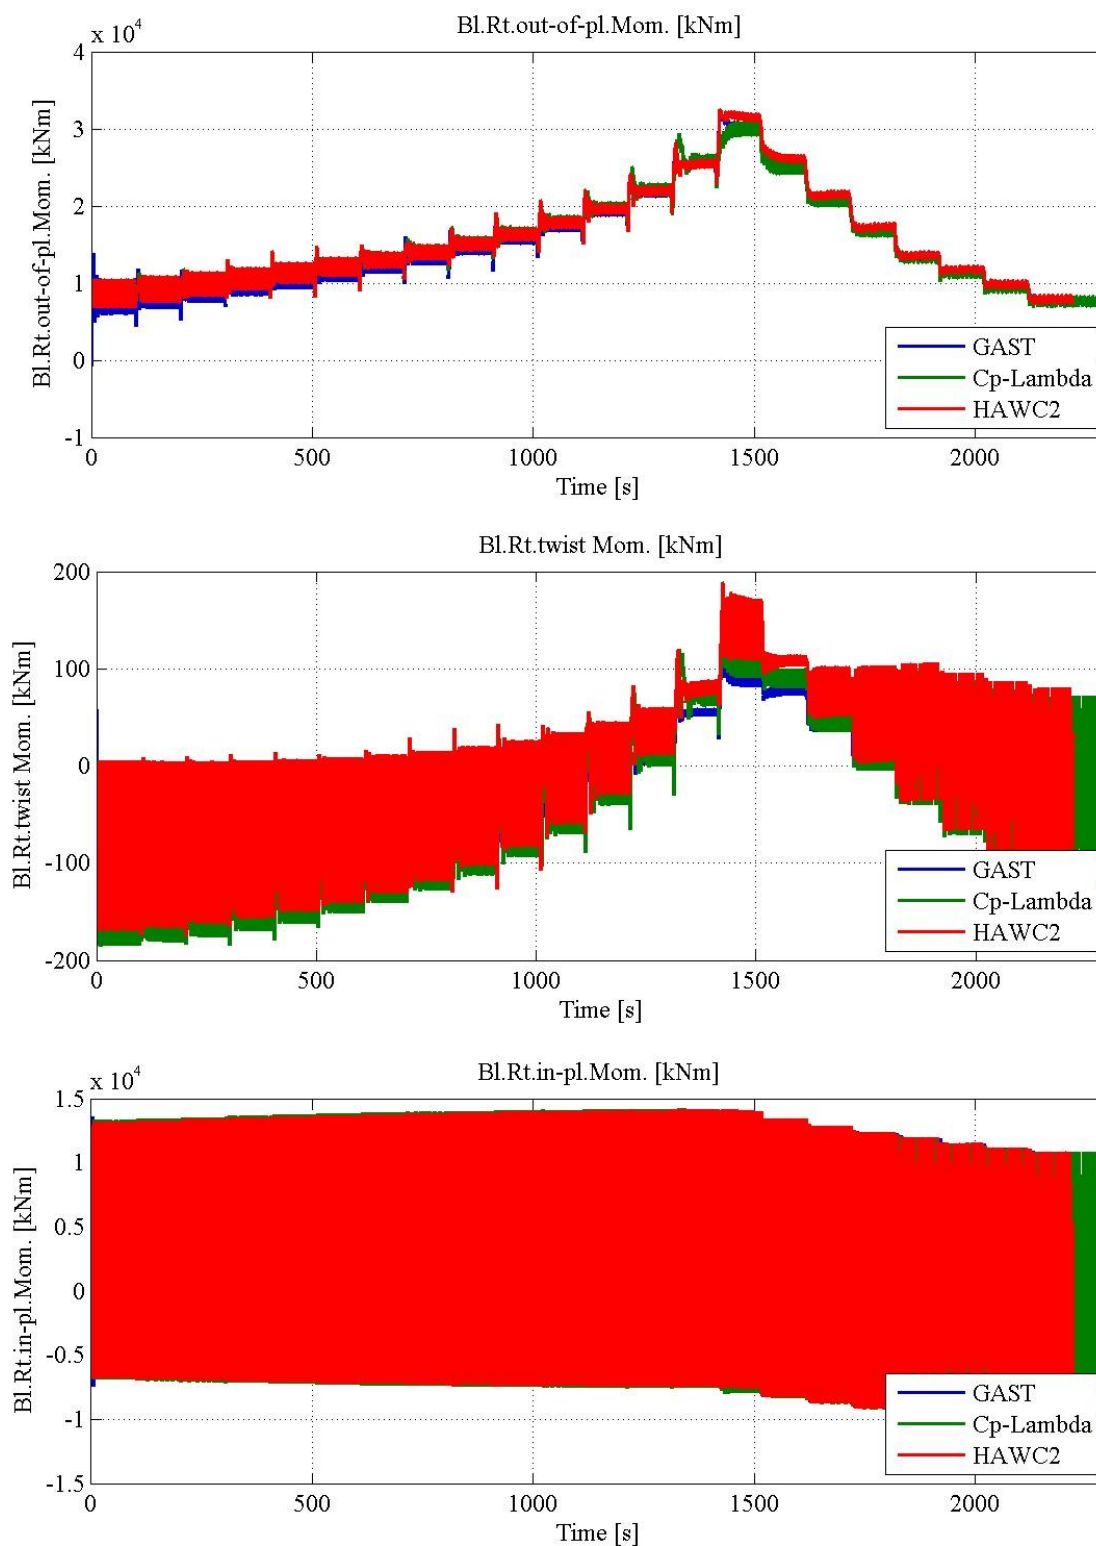 Bl.Rt.out-of-pl.Mom. [kNm]
x 10^4
4
3
2
1
0
-1
Bl.Rt.out-of-pl.Mom. [kNm]
GAST
Cp-Lambda
HAWC2
0 500 1000 1500 2000
Time [s]
Bl.Rt.twist Mom. [kNm]
200
100
0
-100
-200
Bl.Rt.twist Mom. [kNm]
GAST
Cp-Lambda
HAWC2
0 500 1000 1500 2000
Time [s]
Bl.Rt.in-pl.Mom. [kNm]
x 10^4
1.5
1
0.5
0
-0.5
-1
-1.5
Bl.Rt.in-pl.Mom. [kNm]
GAST
Cp-Lambda
HAWC2
0 500 1000 1500 2000
Time [s]